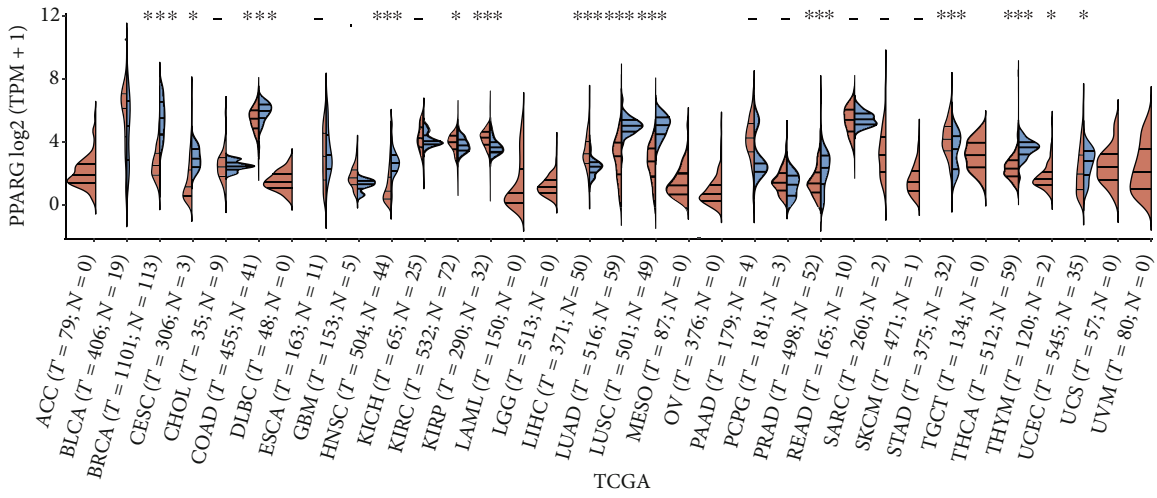 12
*** * – *** – *** – * *** *** *** *** – – *** – – – *** *** * *
8
4
0
PPARG log2 (TPM + 1)
ACC (T = 79; N = 0)
BLCA (T = 406; N = 19)
BRCA (T = 1101; N = 113)
CESC (T = 306; N = 3)
CHOL (T = 35; N = 9)
COAD (T = 455; N = 41)
DLBC (T = 48; N = 0)
ESCA (T = 163; N = 11)
GBM (T = 153; N = 5)
HNSC (T = 504; N = 44)
KICH (T = 65; N = 25)
KIRC (T = 532; N = 72)
KIRP (T = 290; N = 32)
LAML (T = 150; N = 0)
LGG (T = 513; N = 0)
LIHC (T = 371; N = 50)
LUAD (T = 516; N = 59)
LUSC (T = 501; N = 49)
MESO (T = 87; N = 0)
OV (T = 376; N = 0)
PAAD (T = 179; N = 4)
PCPG (T = 181; N = 3)
PRAD (T = 498; N = 52)
READ (T = 165; N = 10)
SARC (T = 260; N = 2)
SKCM (T = 471; N = 1)
STAD (T = 375; N = 32)
TGCT (T = 134; N = 0)
THCA (T = 512; N = 59)
THYM (T = 120; N = 2)
UCEC (T = 545; N = 35)
UCS (T = 57; N = 0)
UVM (T = 80; N = 0)
TCGA